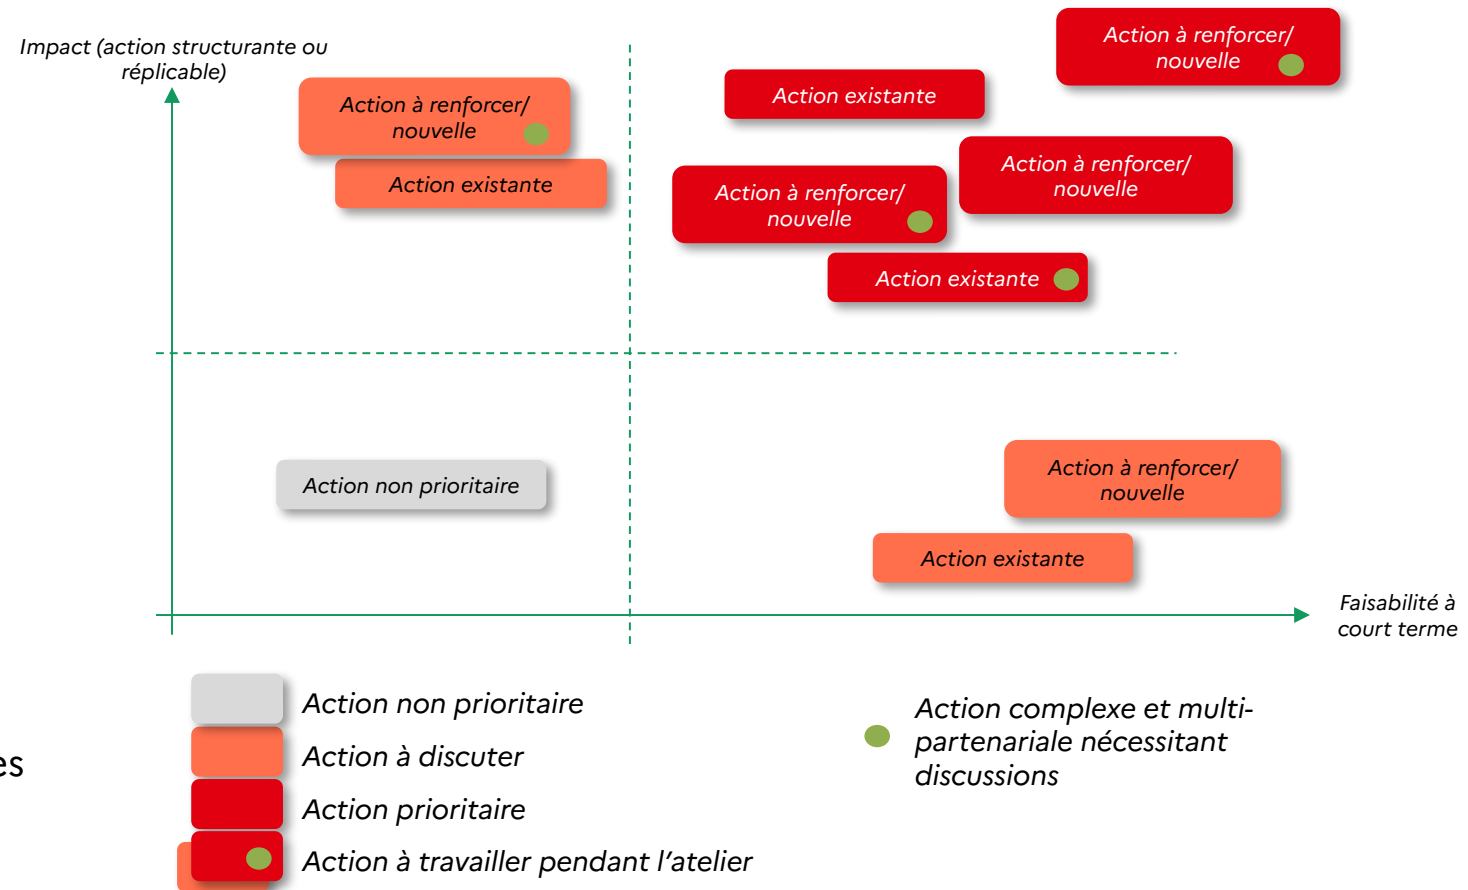 Impact (action structurante ou
réplicable)
Action à renforcer/
nouvelle
Action existante
Action à renforcer/
nouvelle
Action existante
Action à renforcer/
nouvelle
Action à renforcer/
nouvelle
Action existante
Action non prioritaire
Action à renforcer/
nouvelle
Action existante
Faisabilité à
court terme
es
Action non prioritaire
Action à discuter
Action prioritaire
Action à travailler pendant l'atelier
Action complexe et multi-
partenariale nécessitant
discussions